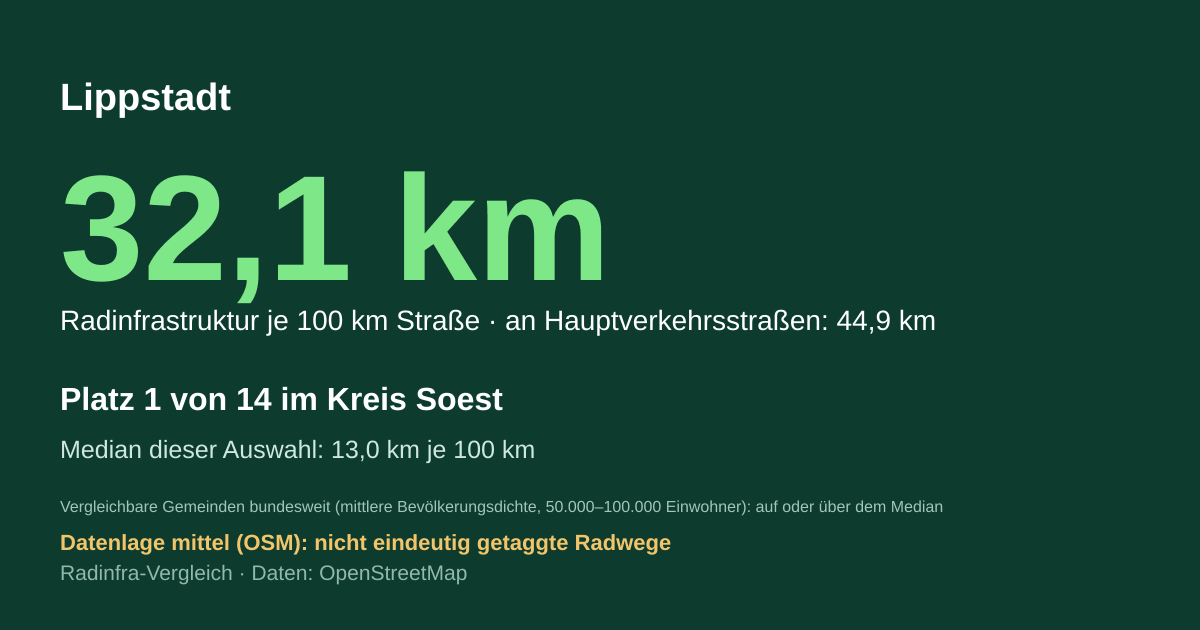 Lippstadt
32,1 km
Radinfrastruktur je 100 km Straße · an Hauptverkehrsstraßen: 44,9 km
Platz 1 von 14 im Kreis Soest
Median dieser Auswahl: 13,0 km je 100 km
Vergleichbare Gemeinden bundesweit (mittlere Bevölkerungsdichte, 50.000–100.000 Einwohner): auf oder über dem Median
Datenlage mittel (OSM): nicht eindeutig getaggte Radwege
Radinfra-Vergleich · Daten: OpenStreetMap